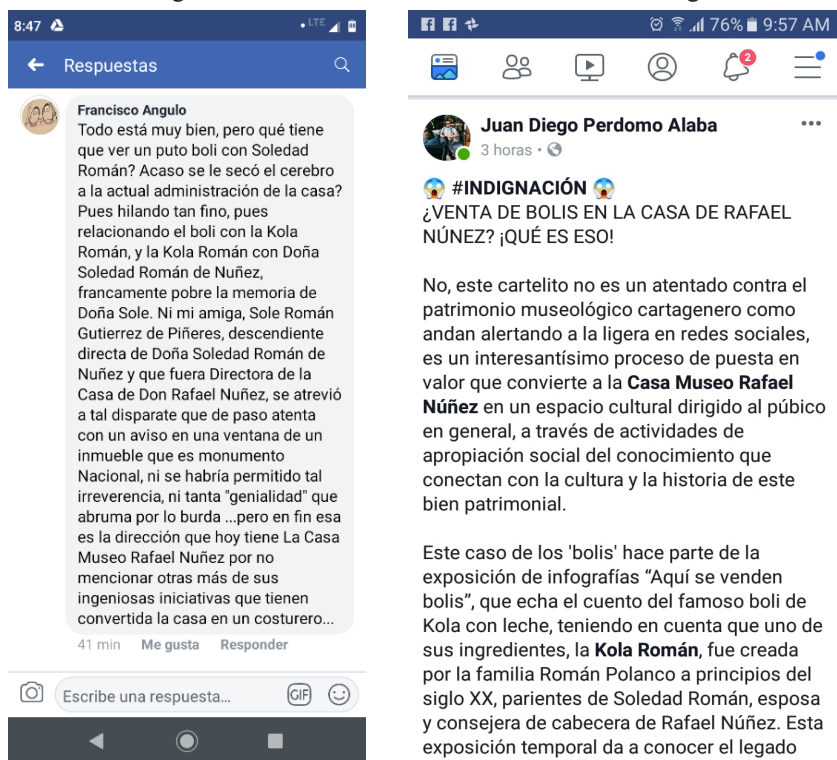 8:47
LTE
Respuestas
Francisco Angulo
Todo está muy bien, pero qué tiene
que ver un puto boli con Soledad
Román? Acaso se le secó el cerebro
a la actual administración de la casa?
Pues hilando tan fino, pues
relacionando el boli con la Kola
Román, y la Kola Román con Doña
Soledad Román de Nuñez,
francamente pobre la memoria de
Doña Sole. Ni mi amiga, Sole Román
Gutierrez de Piñeres, descendiente
directa de Doña Soledad Román de
Nuñez y que fuera Directora de la
Casa de Don Rafael Nuñez, se atrevió
a tal disparate que de paso atenta
con un aviso en una ventana de un
inmueble que es monumento
Nacional, ni se habría permitido tal
irreverencia, ni tanta "genialidad" que
abruma por lo burda ...pero en fin esa
es la dirección que hoy tiene La Casa
Museo Rafael Nuñez por no
mencionar otras más de sus
ingeniosas iniciativas que tienen
convertida la casa en un costurero...
41 min Me gusta Responder
Escribe una respuesta... GIF
76% 9:57 AM
2
Juan Diego Perdomo Alaba
3 horas ·
😱 #INDIGNACIÓN 😱
¿VENTA DE BOLIS EN LA CASA DE RAFAEL
NÚNEZ? ¡QUÉ ES ESO!
No, este cartelito no es un atentado contra el
patrimonio museológico cartagenero como
andan alertando a la ligera en redes sociales,
es un interesantísimo proceso de puesta en
valor que convierte a la Casa Museo Rafael
Núñez en un espacio cultural dirigido al púbico
en general, a través de actividades de
apropiación social del conocimiento que
conectan con la cultura y la historia de este
bien patrimonial.
Este caso de los 'bolis' hace parte de la
exposición de infografías “Aquí se venden
bolis”, que echa el cuento del famoso boli de
Kola con leche, teniendo en cuenta que uno de
sus ingredientes, la Kola Román, fue creada
por la familia Román Polanco a principios del
siglo XX, parientes de Soledad Román, esposa
y consejera de cabecera de Rafael Núñez. Esta
exposición temporal da a conocer el legado